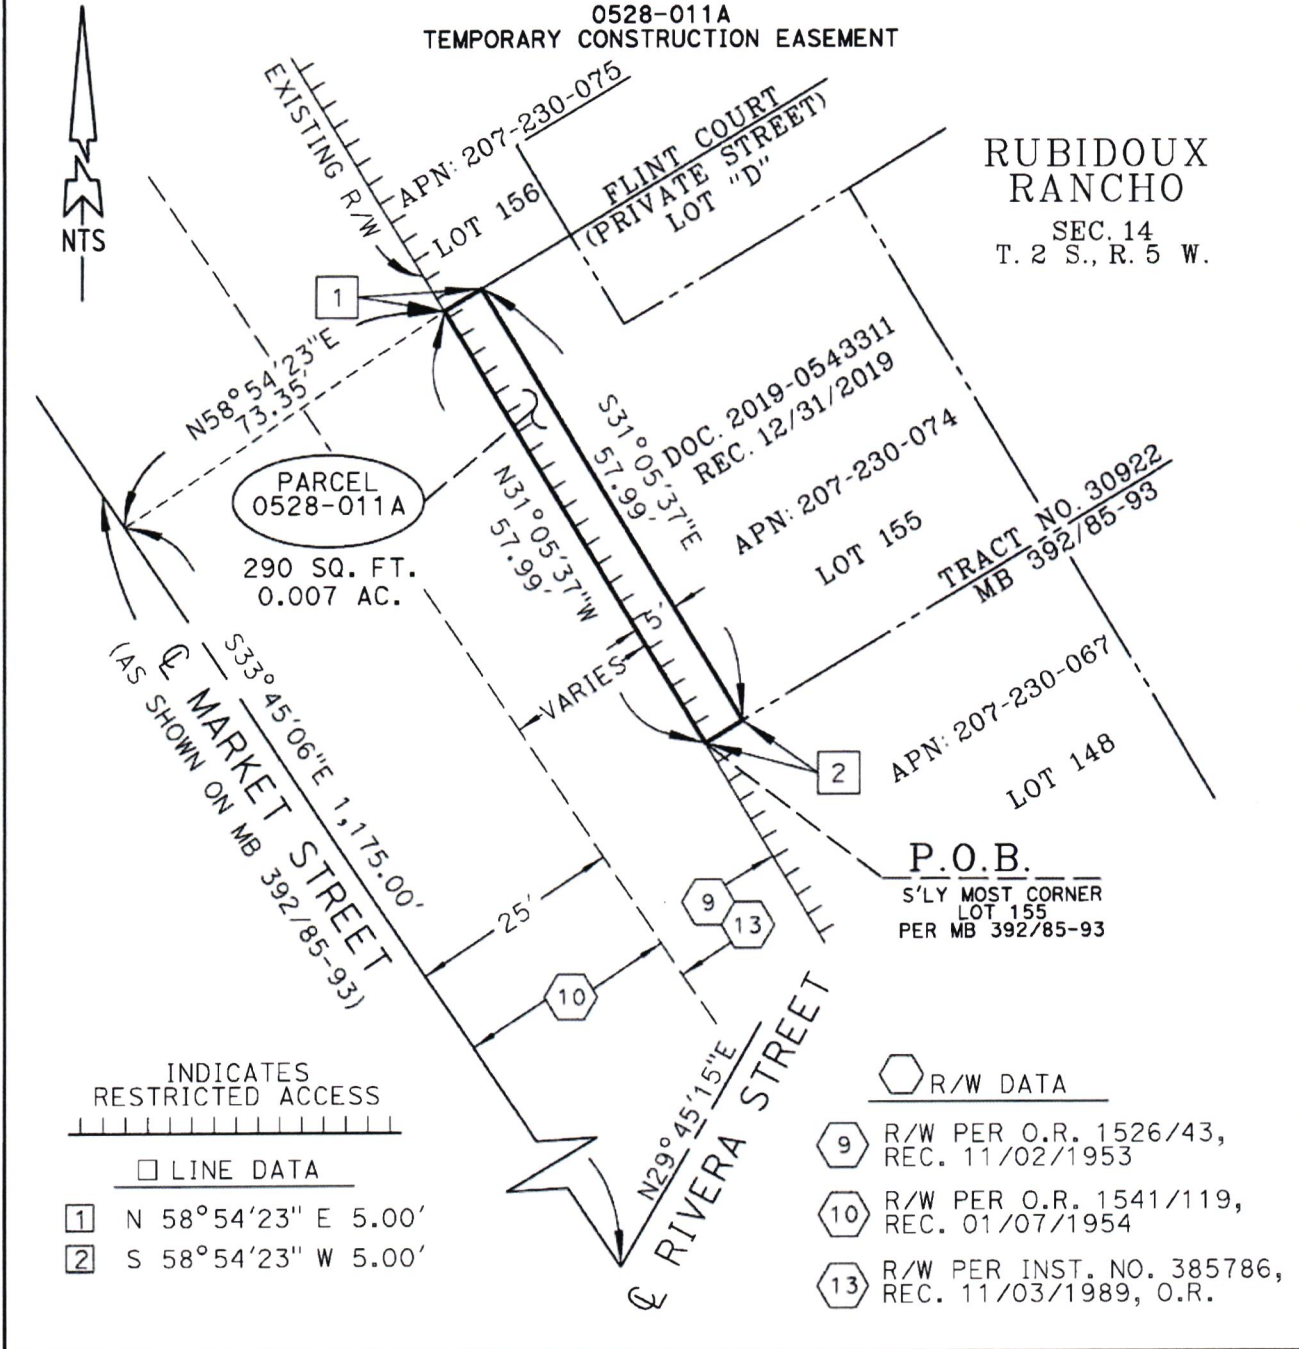 0528-011A
TEMPORARY CONSTRUCTION EASEMENT
NTS
EXISTING R/W
APN: 207-230-075
LOT 156
FLINT COURT
(PRIVATE STREET)
LOT "D"
RUBIDOUX
RANCHO
SEC. 14
T. 2 S., R. 5 W.
1
N58°54'23"E
73.35'
PARCEL
0528-011A
290 SQ. FT.
0.007 AC.
N31°05'37"W
57.99'
S31°05'37"E
57.99'
DOC. 2019-0543311
REC. 12/31/2019
APN: 207-230-074
LOT 155
TRACT NO. 30922
MB 392/85-93
5'
VARIES
APN: 207-230-067
LOT 148
2
P.O.B.
S'LY MOST CORNER
LOT 155
PER MB 392/85-93
S33°45'06"E 1,175.00'
℄ MARKET STREET
(AS SHOWN ON MB 392/85-93)
25'
9
13
10
N29°45'15"E
℄ RIVERA STREET
INDICATES
RESTRICTED ACCESS
LINE DATA
1 N 58°54'23" E 5.00'
2 S 58°54'23" W 5.00'
R/W DATA
9 R/W PER O.R. 1526/43,
REC. 11/02/1953
10 R/W PER O.R. 1541/119,
REC. 01/07/1954
13 R/W PER INST. NO. 385786,
REC. 11/03/1989, O.R.